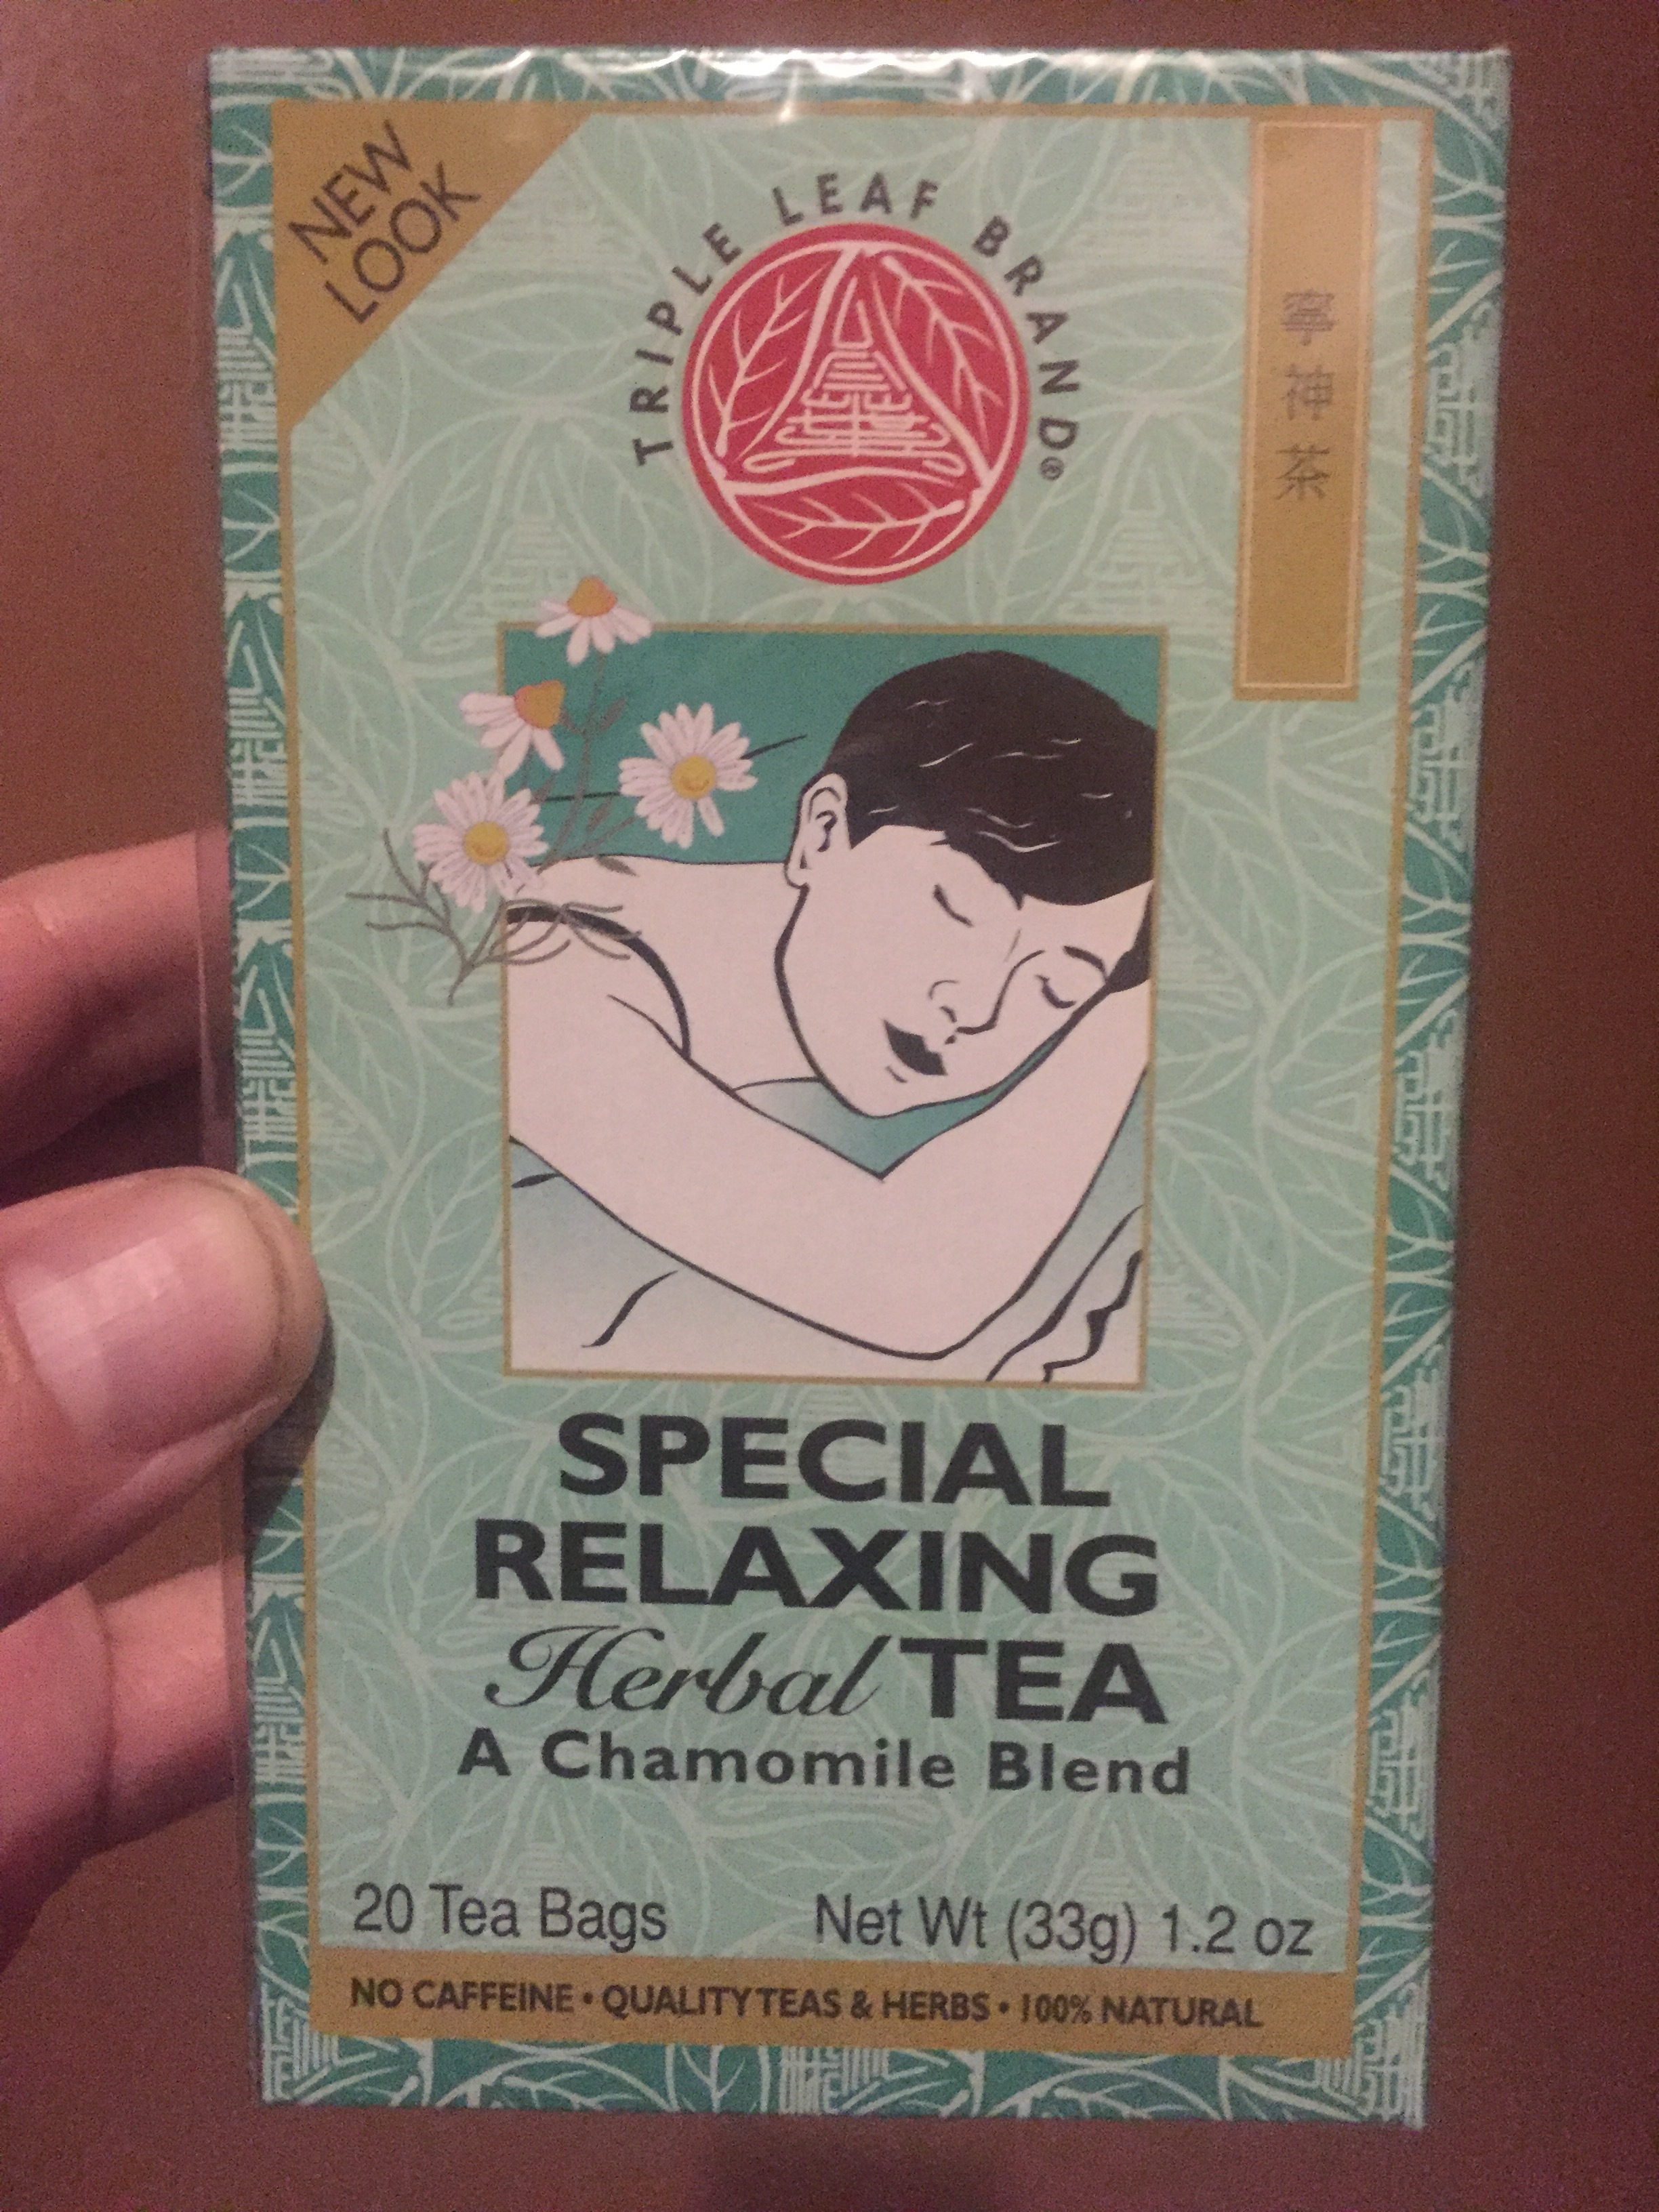 NEW
LOOK
TRIPLE LEAF BRAND®
寧神茶
SPECIAL
RELAXING
Herbal TEA
A Chamomile Blend
20 Tea Bags Net Wt (33g) 1.2 oz
NO CAFFEINE • QUALITY TEAS & HERBS • 100% NATURAL